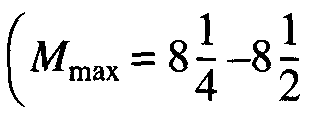 (M_max = 8 1/4 –8 1/2